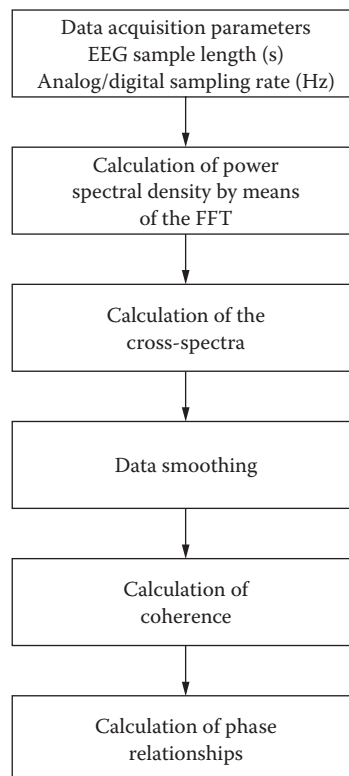 Data acquisition parameters
EEG sample length (s)
Analog/digital sampling rate (Hz)
Calculation of power
spectral density by means
of the FFT
Calculation of the
cross-spectra
Data smoothing
Calculation of
coherence
Calculation of phase
relationships